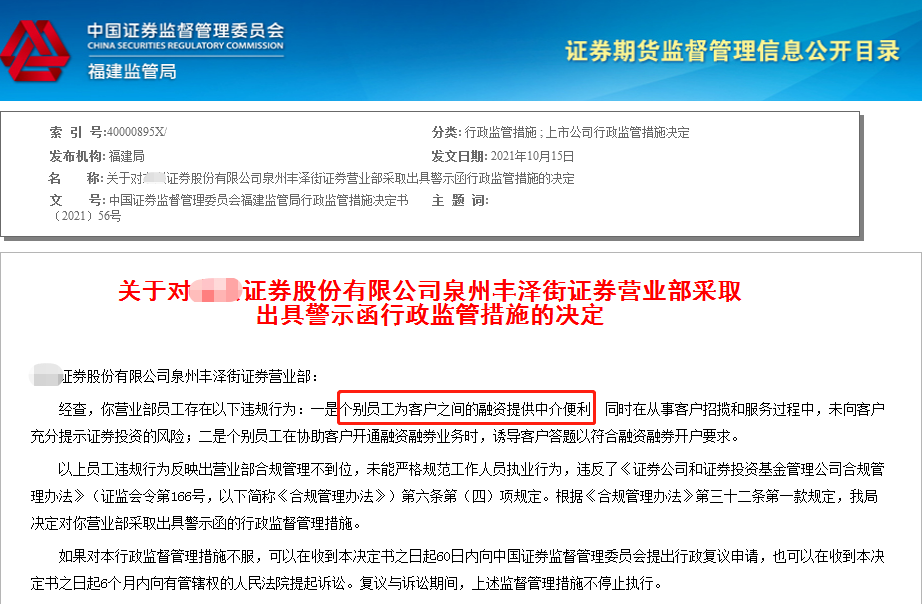 中国证券监督管理委员会
CHINA SECURITIES REGULATORY COMMISSION
福建监管局
证券期货监督管理信息公开目录
索 引 号:40000895X/
分类: 行政监管措施 ; 上市公司行政监管措施决定
发布机构: 福建局
发文日期: 2021年10月15日
名 称: 关于对 证券股份有限公司泉州丰泽街证券营业部采取出具警示函行政监管措施的决定
文 号: 中国证券监督管理委员会福建监管局行政监管措施决定书
〔2021〕56号
主 题 词:
关于对 证券股份有限公司泉州丰泽街证券营业部采取
出具警示函行政监管措施的决定
证券股份有限公司泉州丰泽街证券营业部：
经查，你营业部员工存在以下违规行为：一是个别员工为客户之间的融资提供中介便利 同时在从事客户招揽和服务过程中，未向客户
充分提示证券投资的风险；二是个别员工在协助客户开通融资融券业务时，诱导客户答题以符合融资融券开户要求。
以上员工违规行为反映出营业部合规管理不到位，未能严格规范工作人员执业行为，违反了《证券公司和证券投资基金管理公司合规管
理办法》（证监会令第166号，以下简称《合规管理办法》）第六条第（四）项规定。根据《合规管理办法》第三十二条第一款规定，我局
决定对你营业部采取出具警示函的行政监督管理措施。
如果对本行政监督管理措施不服，可以在收到本决定书之日起60日内向中国证券监督管理委员会提出行政复议申请，也可以在收到本决
定书之日起6个月内向有管辖权的人民法院提起诉讼。复议与诉讼期间，上述监督管理措施不停止执行。